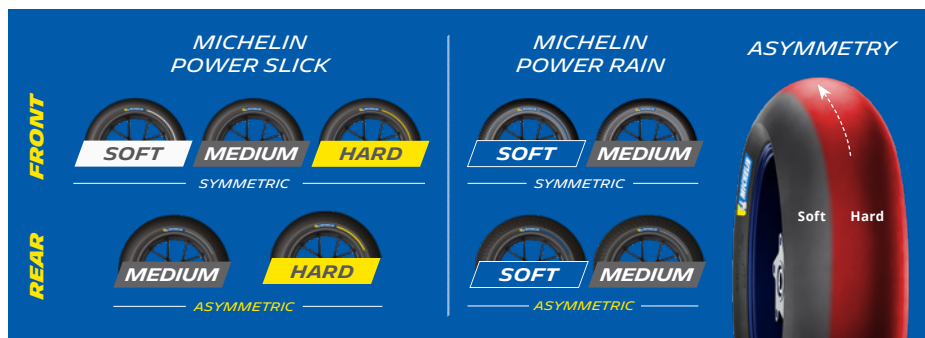 MICHELIN
POWER SLICK
MICHELIN
POWER RAIN
ASYMMETRY
FRONT
SOFT
MEDIUM
HARD
SYMMETRIC
SOFT
MEDIUM
SYMMETRIC
REAR
MEDIUM
HARD
ASYMMETRIC
SOFT
MEDIUM
ASYMMETRIC
MICHELIN
Soft
Hard